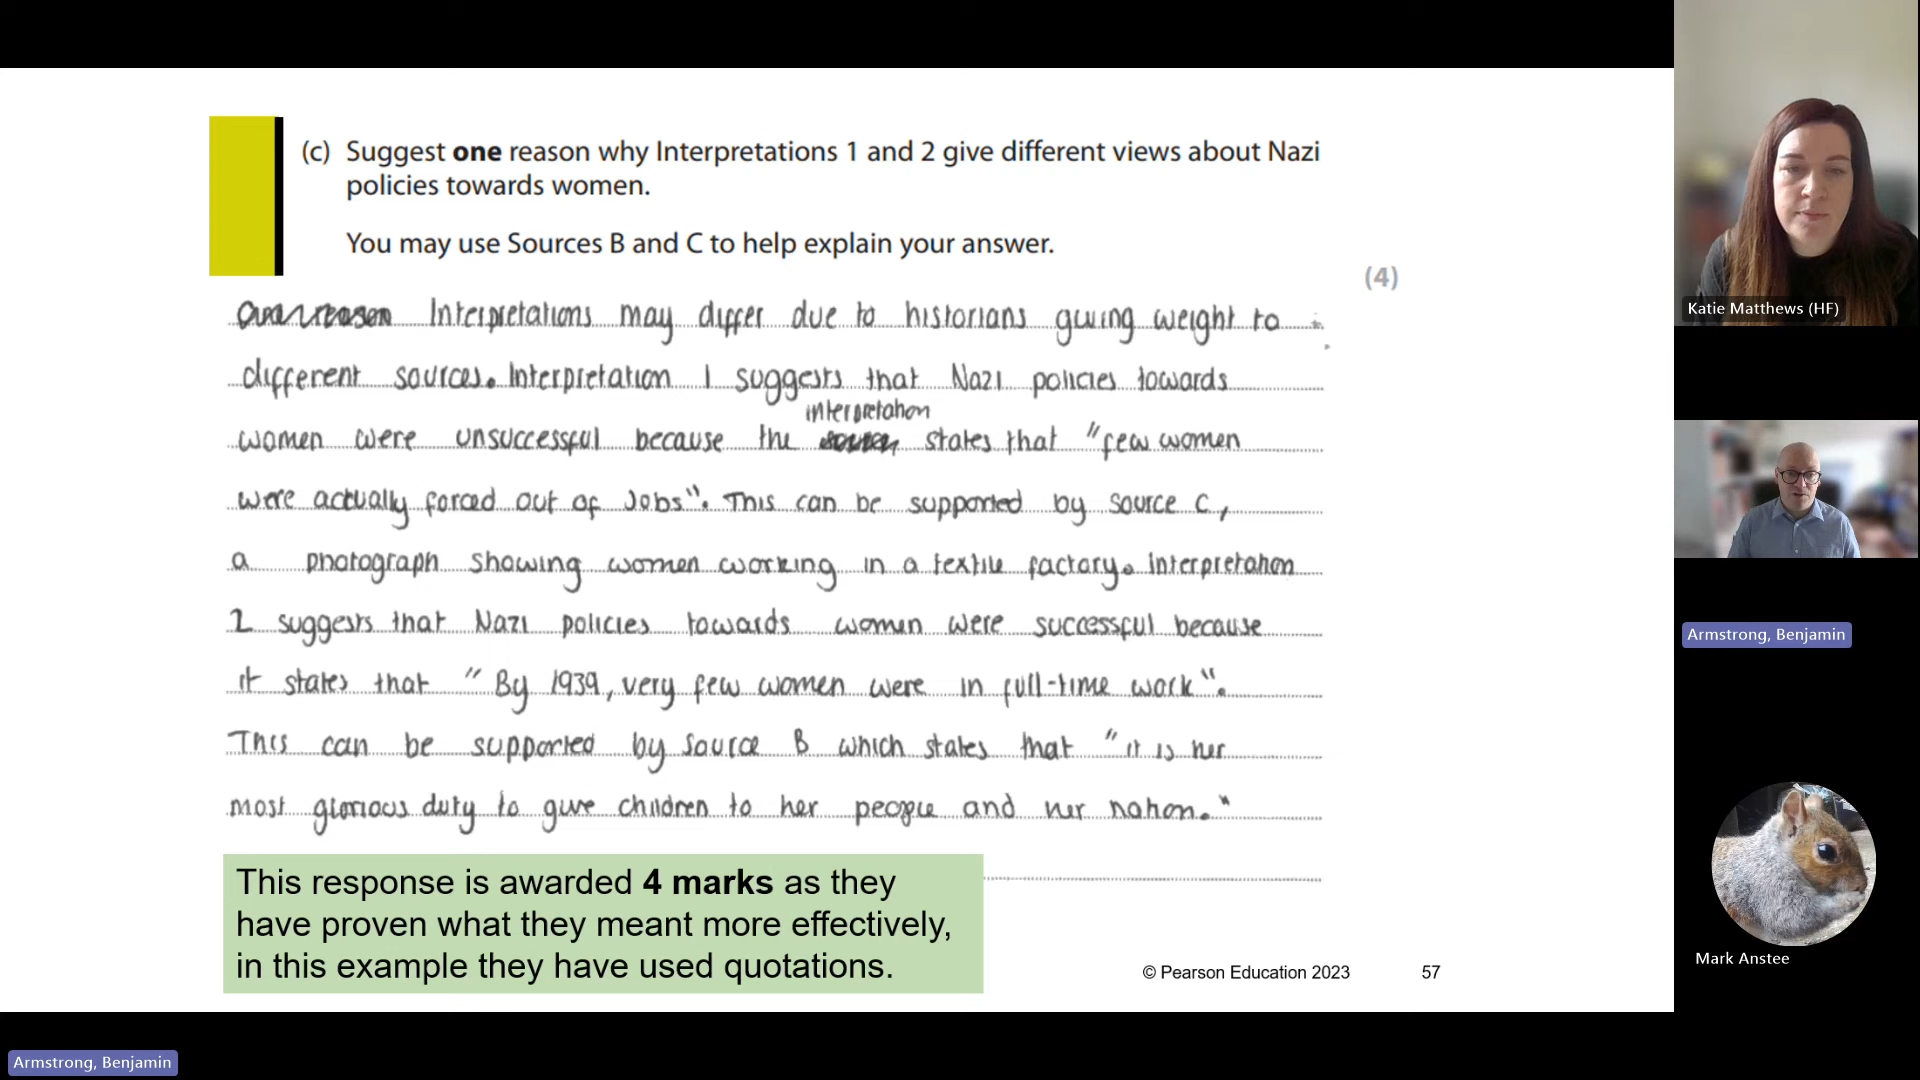 (c) Suggest one reason why Interpretations 1 and 2 give different views about Nazi
policies towards women.
You may use Sources B and C to help explain your answer.
(4)
Interpretations may differ due to historians giving weight to
different sources. Interpretation 1 suggests that Nazi policies towards
interpretation
women were unsuccessful because the states that "few women
were actually forced out of Jobs". This can be supported by source C,
a photograph showing women working in a textile factory. Interpretation
2 suggests that Nazi policies towards women were successful because
it states that "By 1939, very few women were in full-time work".
This can be supported by source B which states that "it is her
most glorious duty to give children to her people and her nation."
This response is awarded 4 marks as they
have proven what they meant more effectively,
in this example they have used quotations.
© Pearson Education 2023 57
Katie Matthews (HF)
Armstrong, Benjamin
Mark Anstee
Armstrong, Benjamin